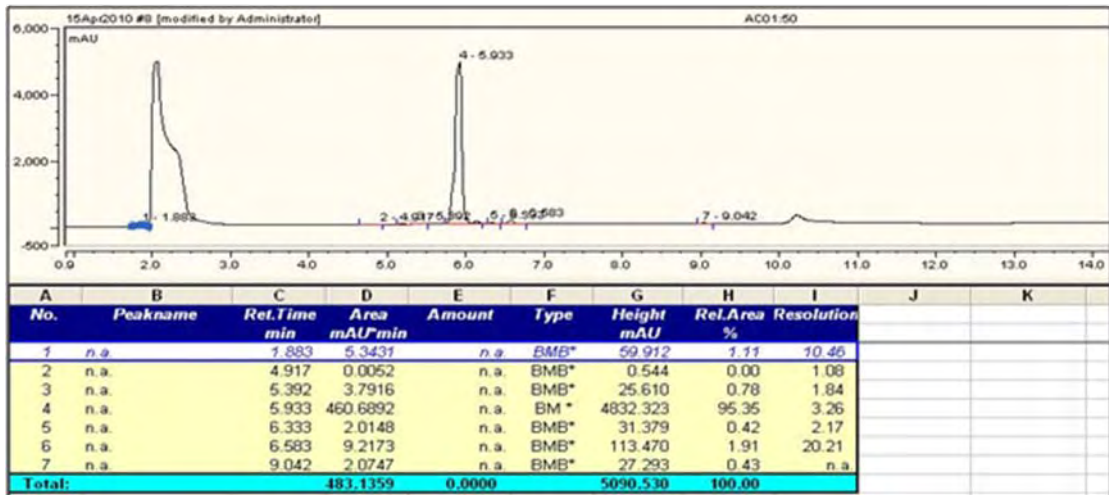 15Apr2010 #8 [modified by Administrator] AC01:50
6,000
mAU
4 - 5.933
4,000
2,000
1 - 1.883
7 - 9.042
-500
0.9 2.0 3.0 4.0 5.0 6.0 7.0 8.0 9.0 10.0 11.0 12.0 13.0 14.0
A B C D E F G H I J K
No. Peakname Ret.Time Area Amount Type Height Rel.Area Resolution
min mAU*min mAU %
1 n.a. 1.883 5.3431 n.a. BMB* 59.912 1.11 10.46
2 n.a. 4.917 0.0052 n.a. BMB* 0.544 0.00 1.08
3 n.a. 5.392 3.7916 n.a. BMB* 25.610 0.78 1.84
4 n.a. 5.933 460.6892 n.a. BM * 4832.323 95.35 3.26
5 n.a. 6.333 2.0148 n.a. BMB* 31.379 0.42 2.17
6 n.a. 6.583 9.2173 n.a. BMB* 113.470 1.91 20.21
7 n.a. 9.042 2.0747 n.a. BMB* 27.293 0.43 n.a.
Total: 483.1359 0.0000 5090.530 100.00